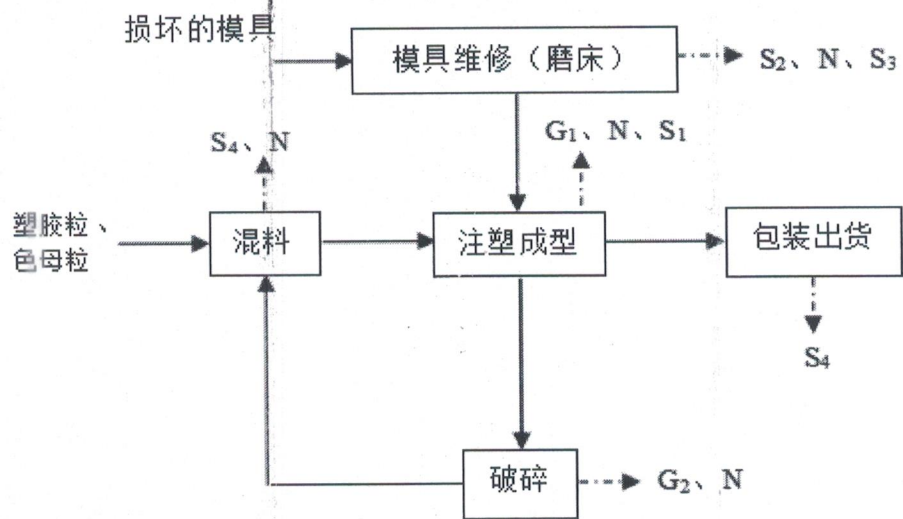 损坏的模具
模具维修（磨床）
S₂、N、S₃
S₄、N
G₁、N、S₁
塑胶粒、
色母粒
混料
注塑成型
包装出货
S₄
破碎
G₂、N